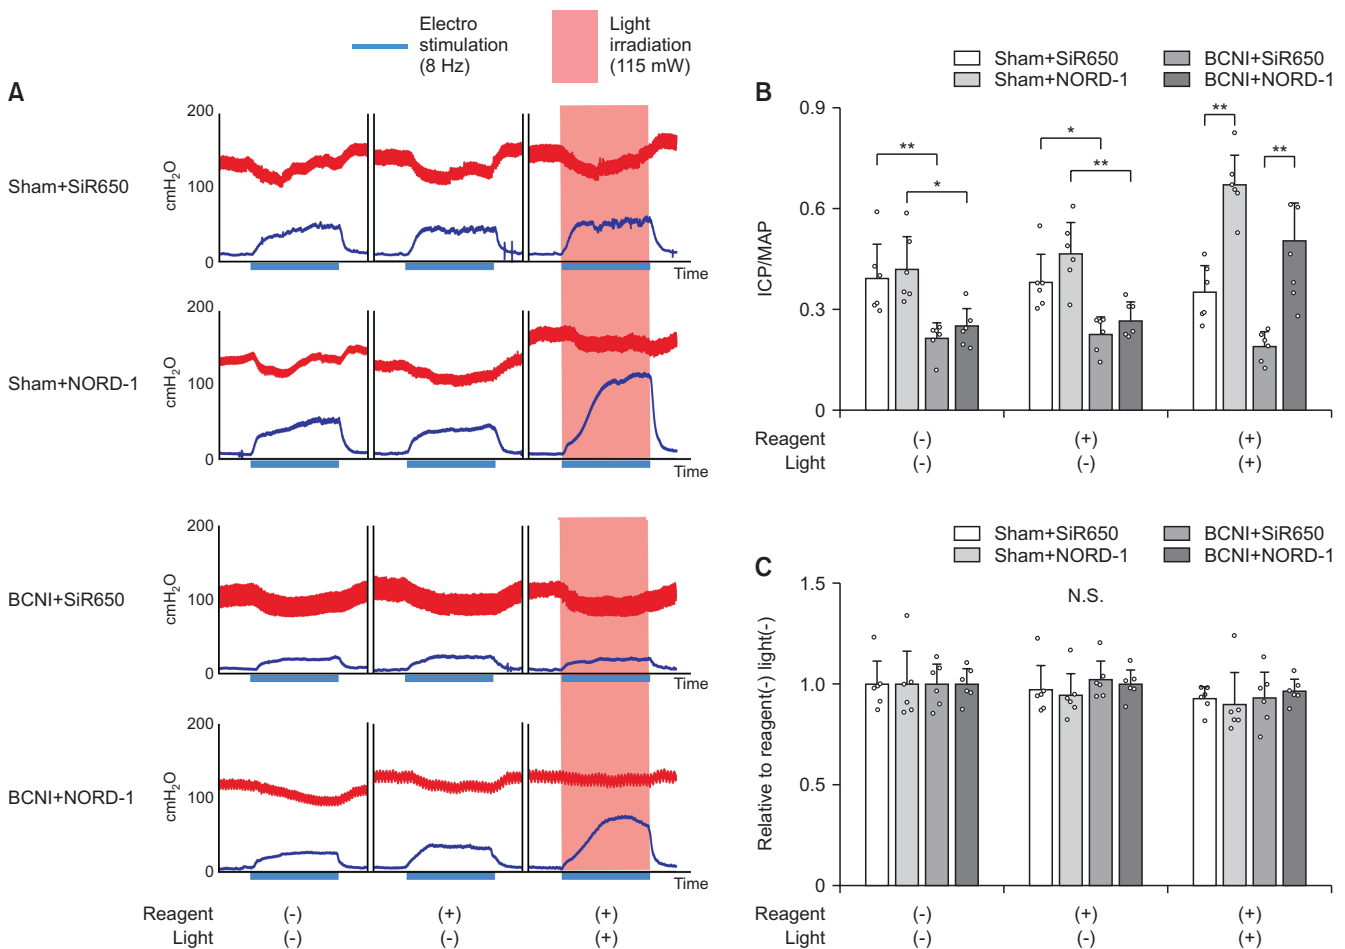 Electro
stimulation
(8 Hz)
Light
irradiation
(115 mW)
A
Sham+SiR650
cmH2O
200
100
0
Time
Sham+NORD-1
cmH2O
200
100
0
Time
BCNI+SiR650
cmH2O
200
100
0
Time
BCNI+NORD-1
cmH2O
200
100
0
Time
Reagent (-) (+) (+)
Light (-) (-) (+)
B
Sham+SiR650 BCNI+SiR650
Sham+NORD-1 BCNI+NORD-1
ICP/MAP
0.9
0.6
0.3
0
** * * ** ** **
Reagent (-) (+) (+)
Light (-) (-) (+)
C
Sham+SiR650 BCNI+SiR650
Sham+NORD-1 BCNI+NORD-1
Relative to reagent(-) light(-)
1.5
1.0
0.5
0
N.S.
Reagent (-) (+) (+)
Light (-) (-) (+)